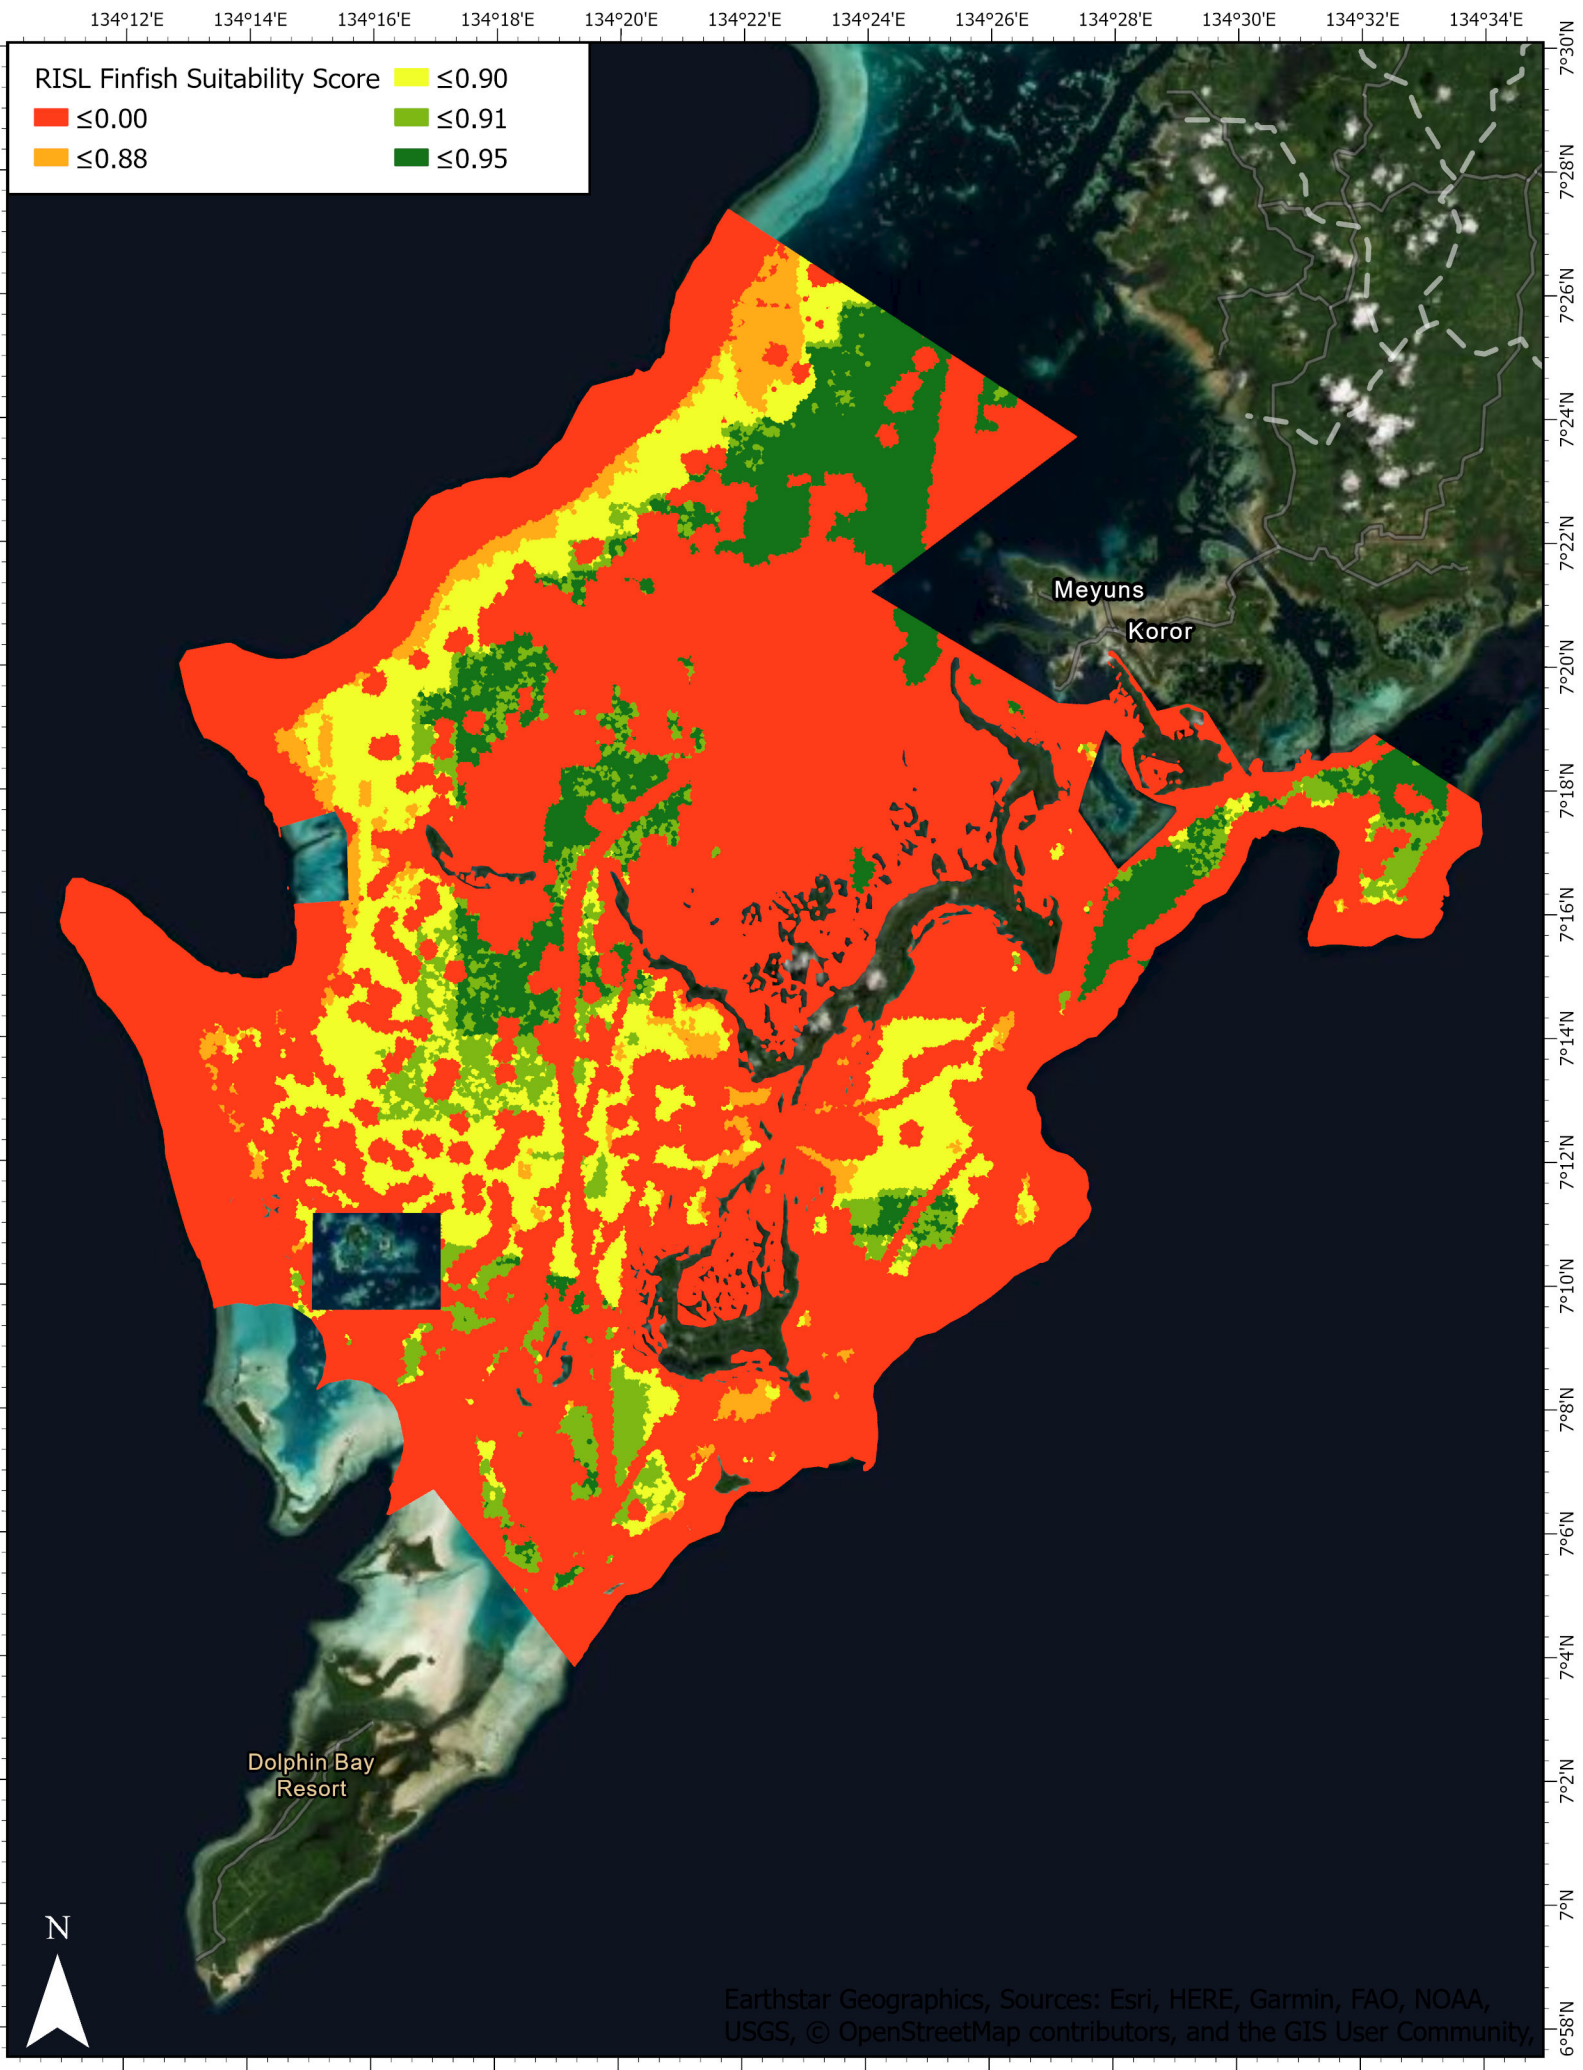 134°12'E 134°14'E 134°16'E 134°18'E 134°20'E 134°22'E 134°24'E 134°26'E 134°28'E 134°30'E 134°32'E 134°34'E
RISL Finfish Suitability Score
≤0.00
≤0.88
≤0.90
≤0.91
≤0.95
7°30'N
7°28'N
7°26'N
7°24'N
7°22'N
7°20'N
7°18'N
7°16'N
7°14'N
7°12'N
7°10'N
7°8'N
7°6'N
7°4'N
7°2'N
7°N
6°58'N
Meyuns
Koror
Dolphin Bay
Resort
N
Earthstar Geographics, Sources: Esri, HERE, Garmin, FAO, NOAA,
USGS, © OpenStreetMap contributors, and the GIS User Community,